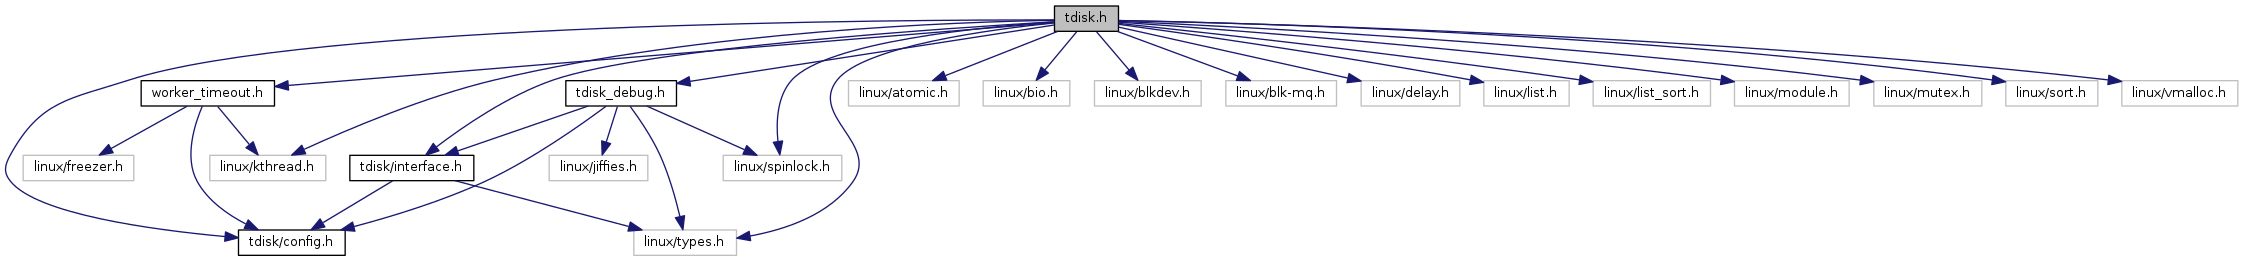 tdisk.h
worker_timeout.h
tdisk_debug.h
linux/atomic.h
linux/bio.h
linux/blkdev.h
linux/blk-mq.h
linux/delay.h
linux/list.h
linux/list_sort.h
linux/module.h
linux/mutex.h
linux/sort.h
linux/vmalloc.h
linux/freezer.h
linux/kthread.h
tdisk/interface.h
linux/jiffies.h
linux/spinlock.h
tdisk/config.h
linux/types.h